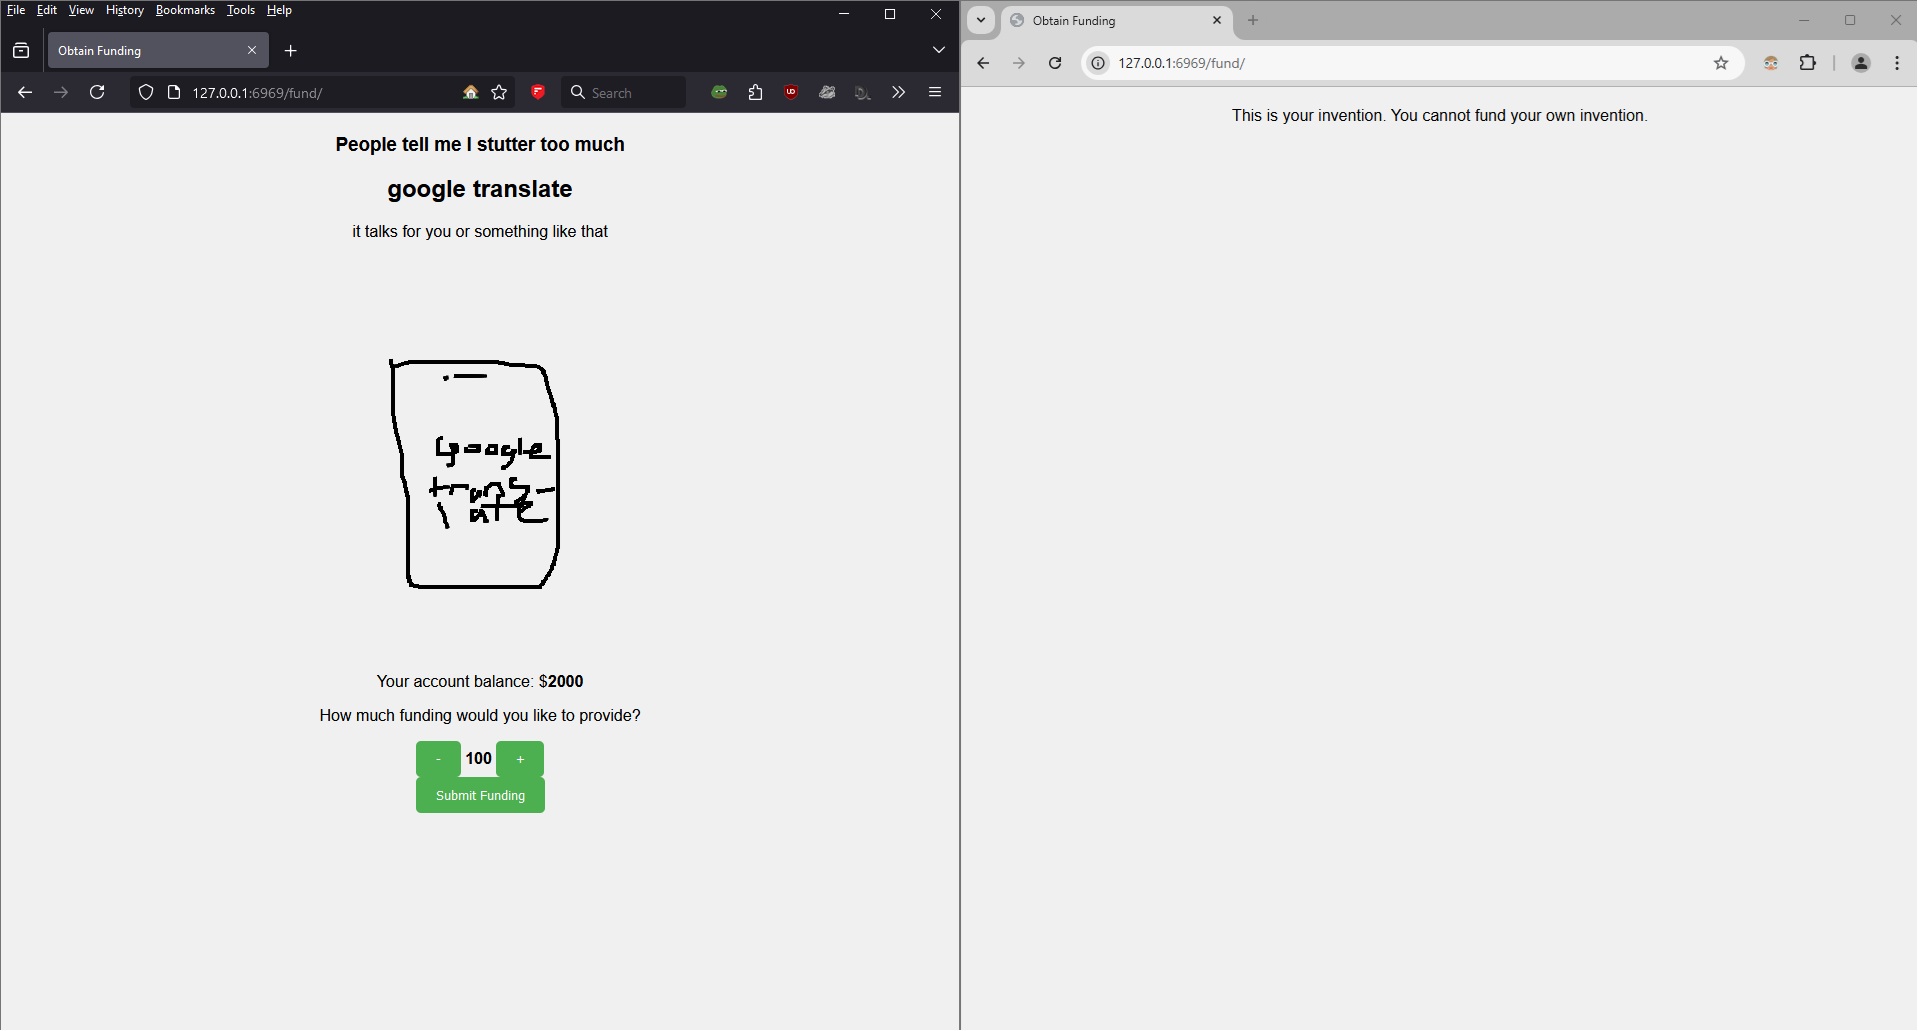 File Edit View History Bookmarks Tools Help
Obtain Funding
127.0.0.1:6969/fund/
Search
People tell me I stutter too much
google translate
it talks for you or something like that
Google
trans-
late
Your account balance: $2000
How much funding would you like to provide?
- 100 +
Submit Funding
Obtain Funding
127.0.0.1:6969/fund/
This is your invention. You cannot fund your own invention.